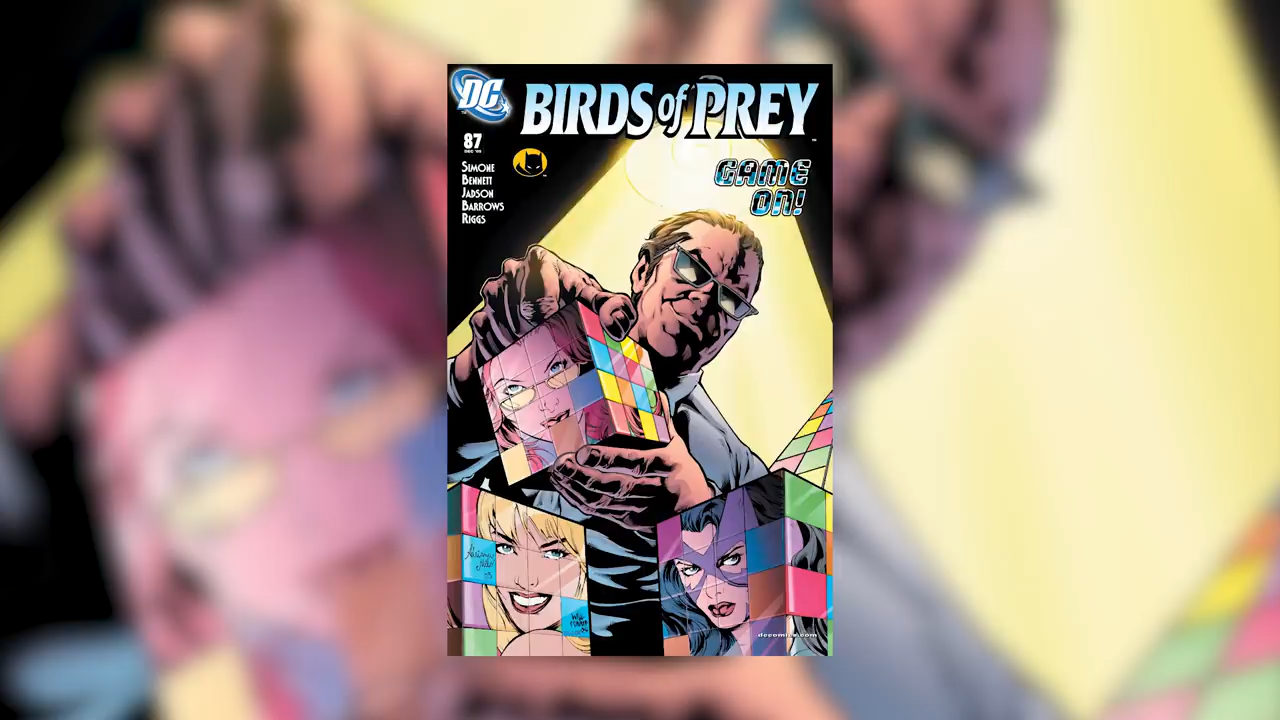 DC
BIRDS of PREY
87
DEC '05
SIMONE
BENNETT
JADSON
BARROWS
RIGGS
GAME
ON!
dccomics.com